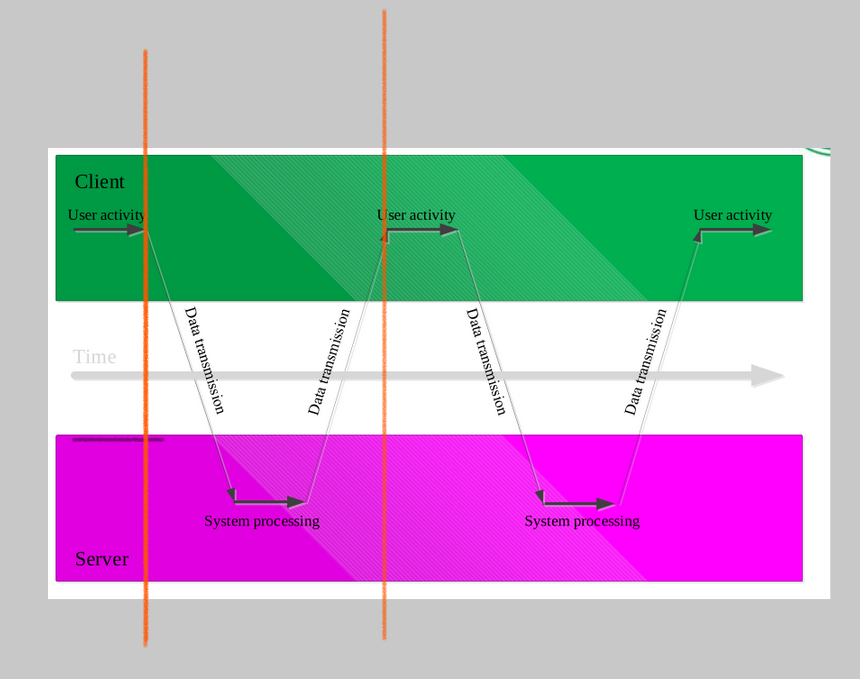 Client
User activity
User activity
User activity
Data transmission
Data transmission
Data transmission
Data transmission
Time
System processing
System processing
Server